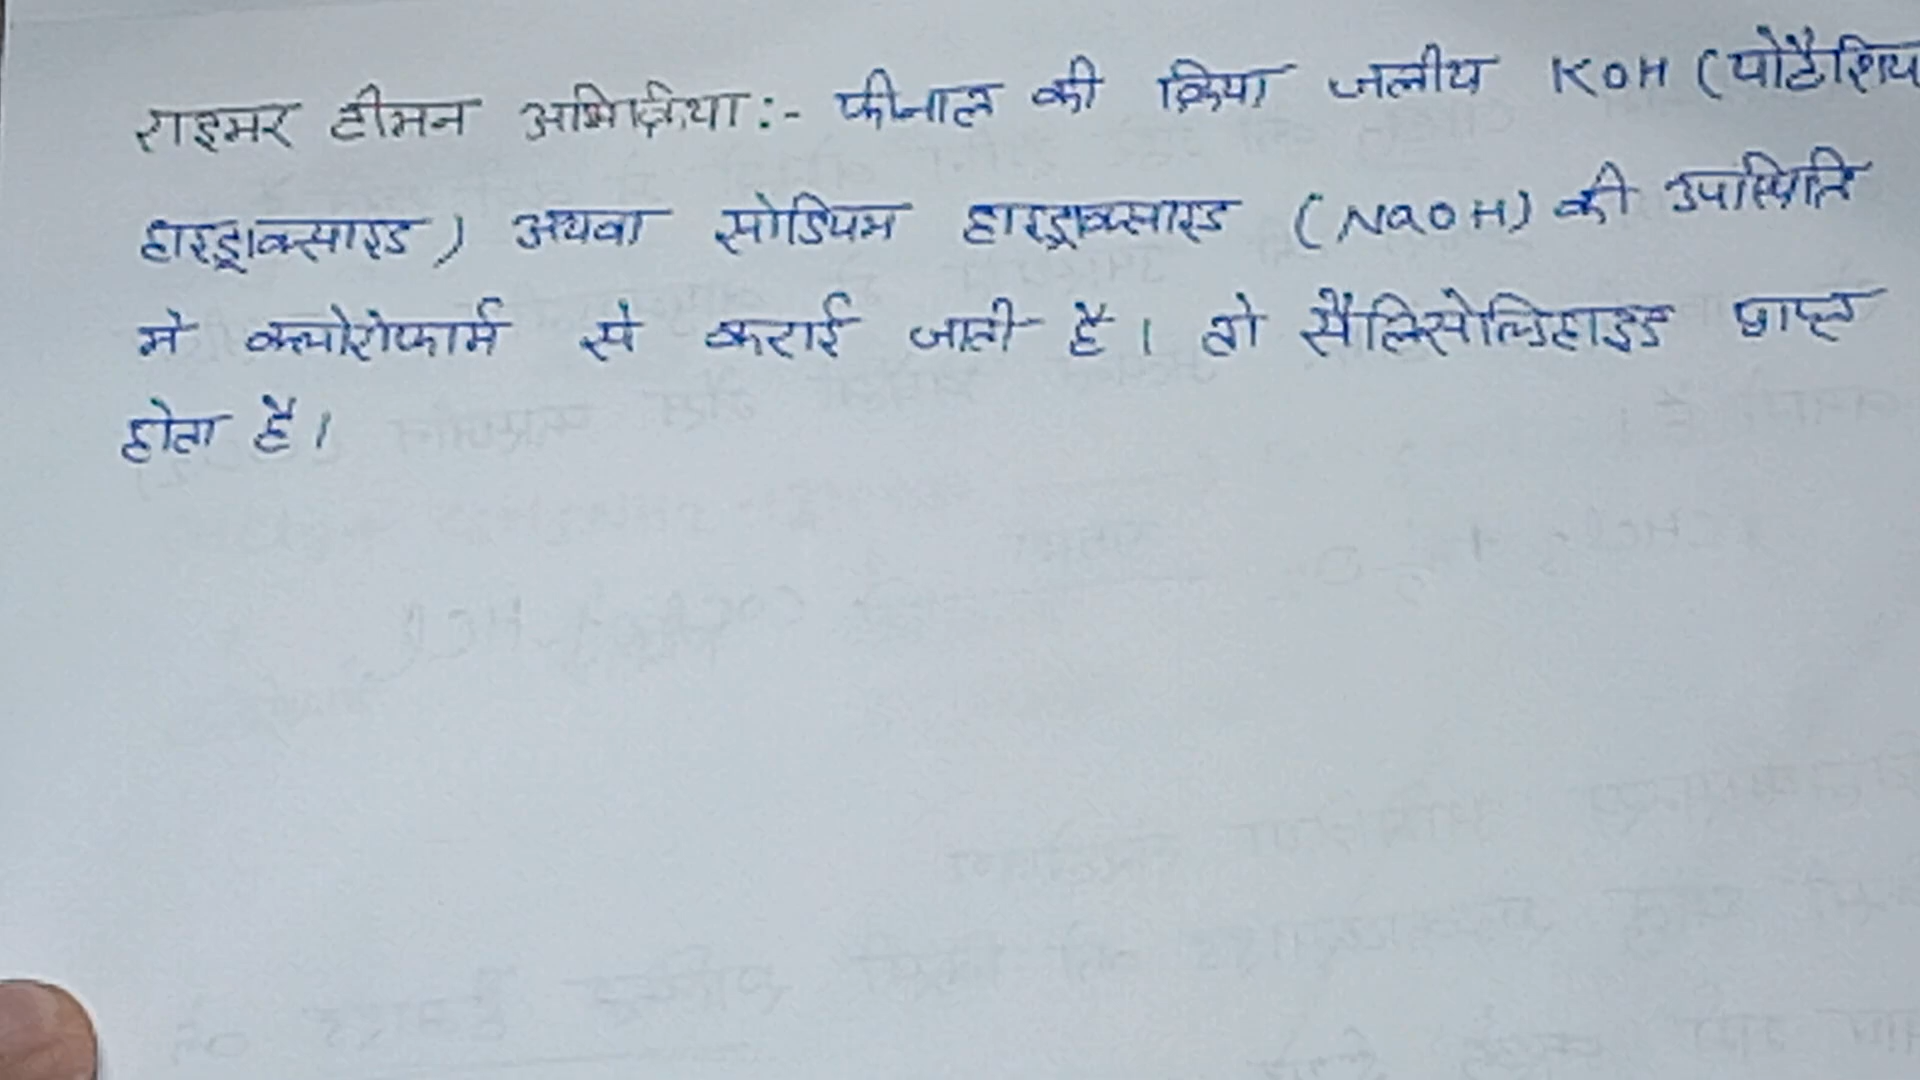 राइमर टीमन अभिक्रिया:- फीनाल की क्रिया जलीय KOH (पोटैशिय
हाइड्राक्साइड) अथवा सोडियम हाइड्राक्साइड (NaOH) की उपस्थिति
मे क्लोरोफार्म से कराई जाती है। तो सैलिसेल्डिहाइड प्राप्त
होता है।